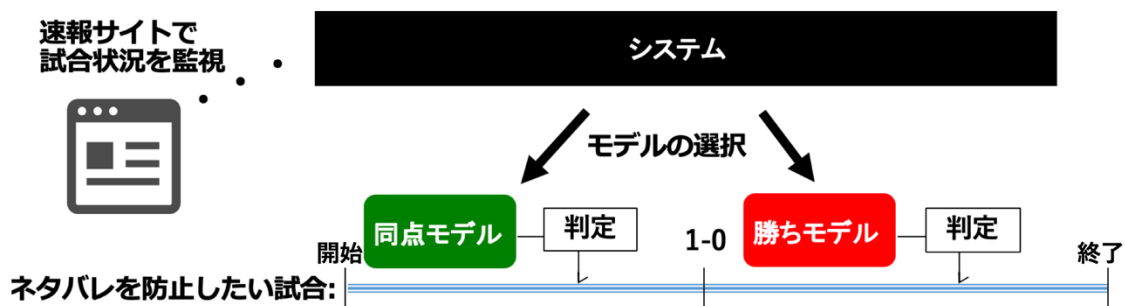 速報サイトで
試合状況を監視
システム
モデルの選択
同点モデル
判定
1-0
勝ちモデル
判定
開始
終了
ネタバレを防止したい試合: